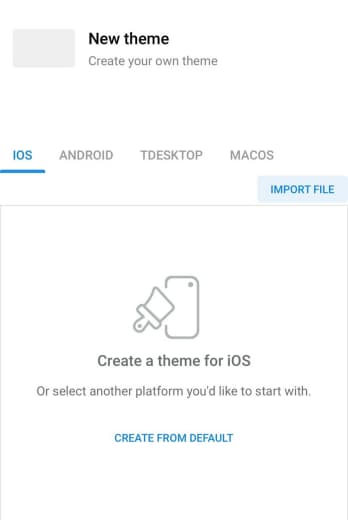 New theme
Create your own theme
IOS ANDROID TDESKTOP MACOS
IMPORT FILE
Create a theme for iOS
Or select another platform you'd like to start with.
CREATE FROM DEFAULT